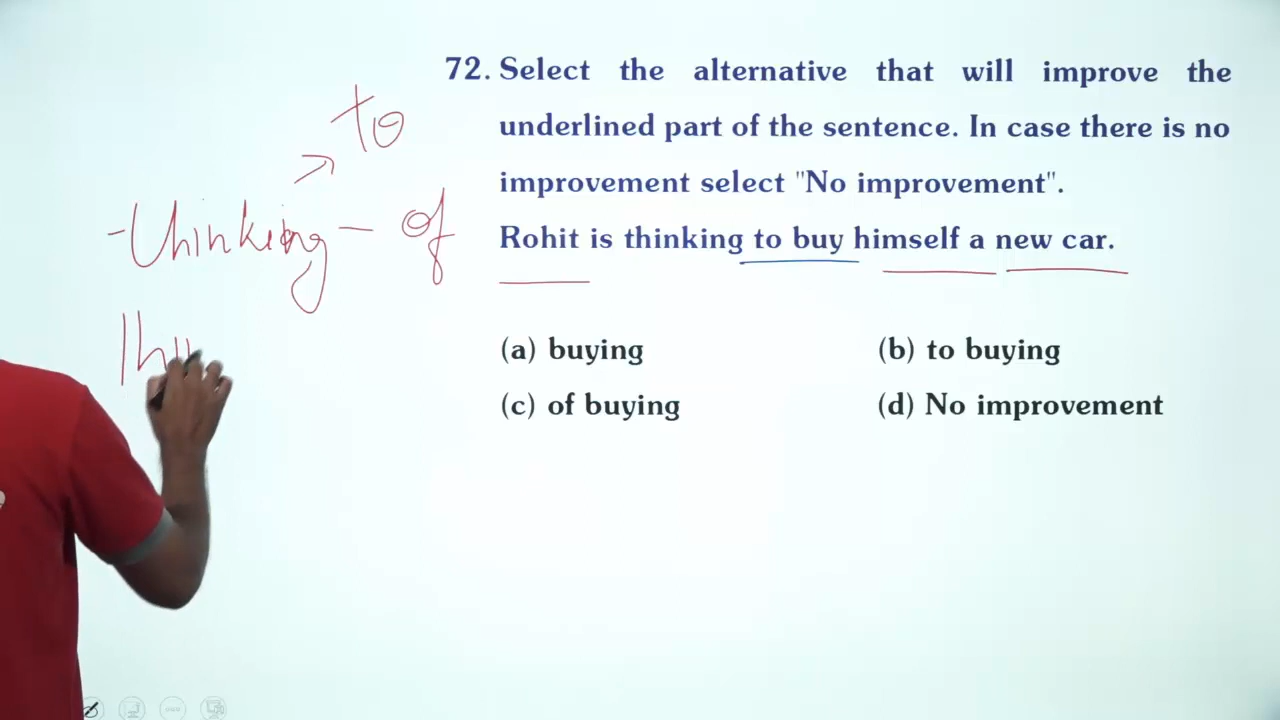 72. Select the alternative that will improve the
underlined part of the sentence. In case there is no
improvement select "No improvement".
Rohit is thinking to buy himself a new car.
(a) buying (b) to buying
(c) of buying (d) No improvement
to
thinking - of